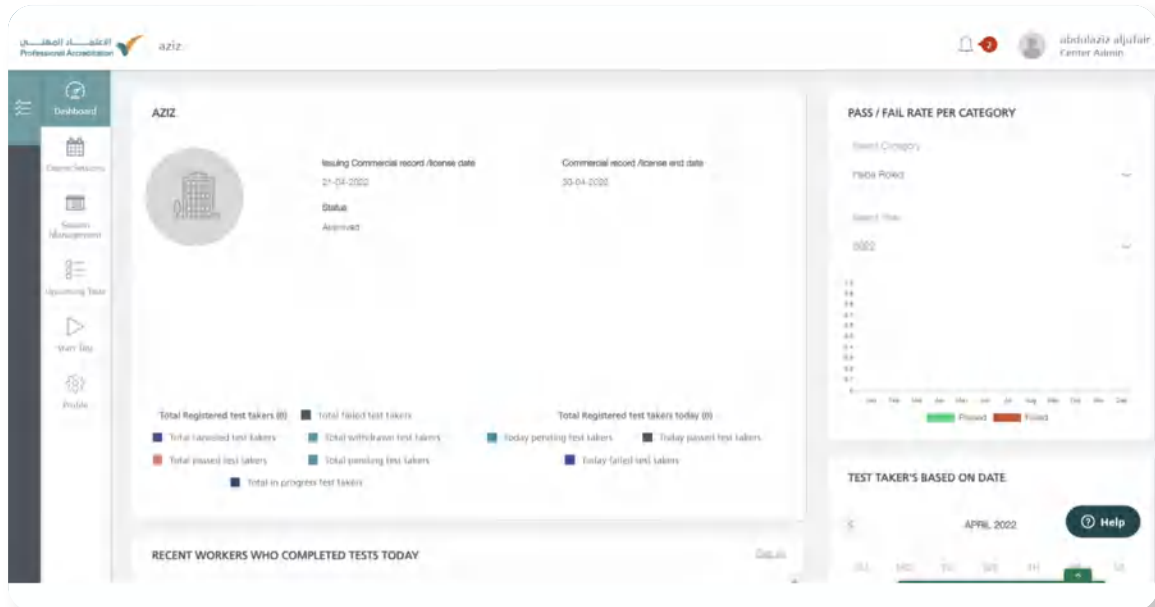 الاعتماد المهني
Professional Accreditation
aziz
2
abdulaziz aljufair
Center Admin
Dashboard
Session
Management
Upcoming Tests
Start Test
Profile
AZIZ
Issuing Commercial record /license date
21-04-2022
Commercial record /license end date
Status
Approved
Total Registered test takers (0)
Total failed test takers
Total Registered test takers today (0)
Total canceled test takers
Total withdrawn test takers
Today pending test takers
Today passed test takers
Total passed test takers
Total pending test takers
Today failed test takers
Total in progress test takers
RECENT WORKERS WHO COMPLETED TESTS TODAY
See all
PASS / FAIL RATE PER CATEGORY
Select Category
Select Year
2022
Passed
Failed
TEST TAKER'S BASED ON DATE
APRIL 2022
Help